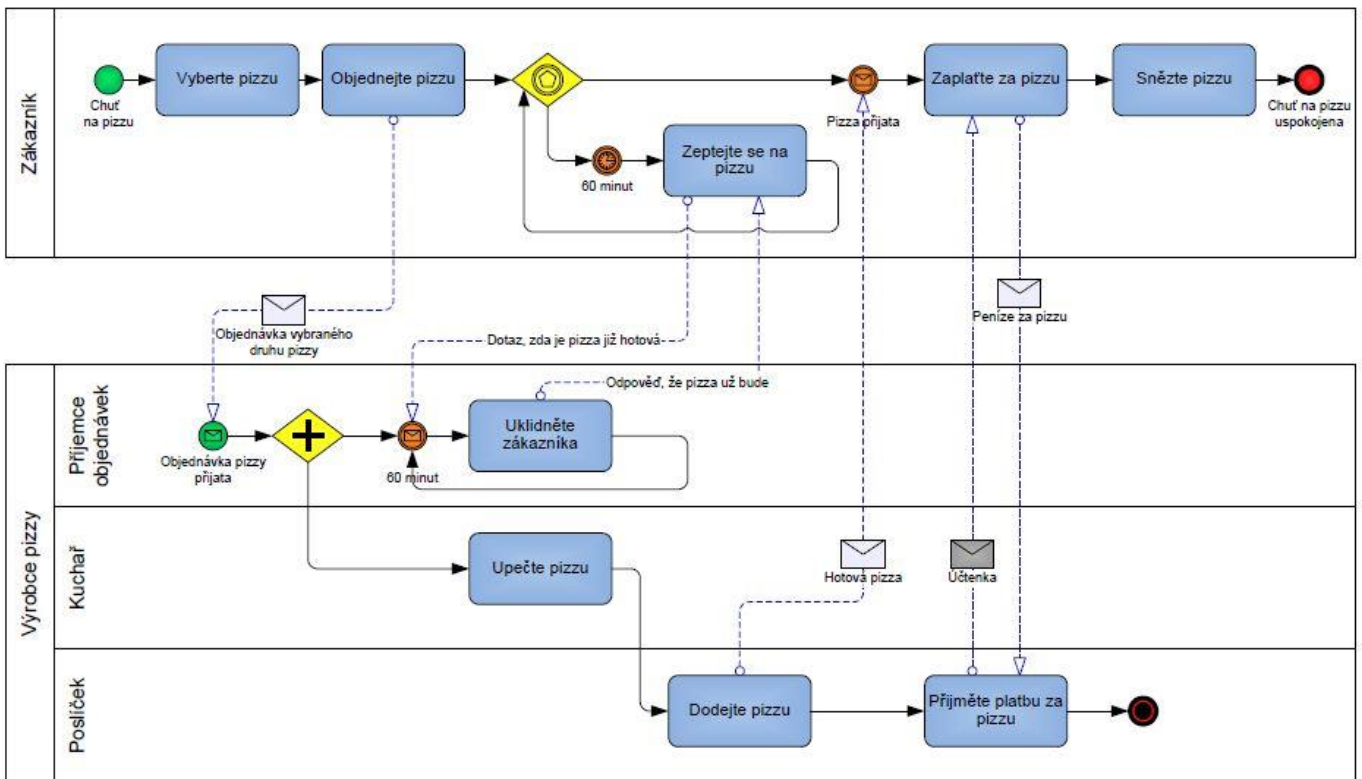 Zákazník
Chuť
na pizzu
Vyberte pizzu
Objednejte pizzu
60 minut
Zeptejte se na
pizzu
Pizza přijata
Zaplaťte za pizzu
Snězte pizzu
Chuť na pizzu
uspokojena
Objednávka vybraného
druhu pizzy
Dotaz, zda je pizza již hotová
Peníze za pizzu
Odpověď, že pizza už bude
Výrobce pizzy
Příjemce
objednávek
Objednávka pizzy
přijata
60 minut
Uklidněte
zákazníka
Kuchař
Upečte pizzu
Hotová pizza
Účtenka
Poslíček
Dodejte pizzu
Přijměte platbu za
pizzu